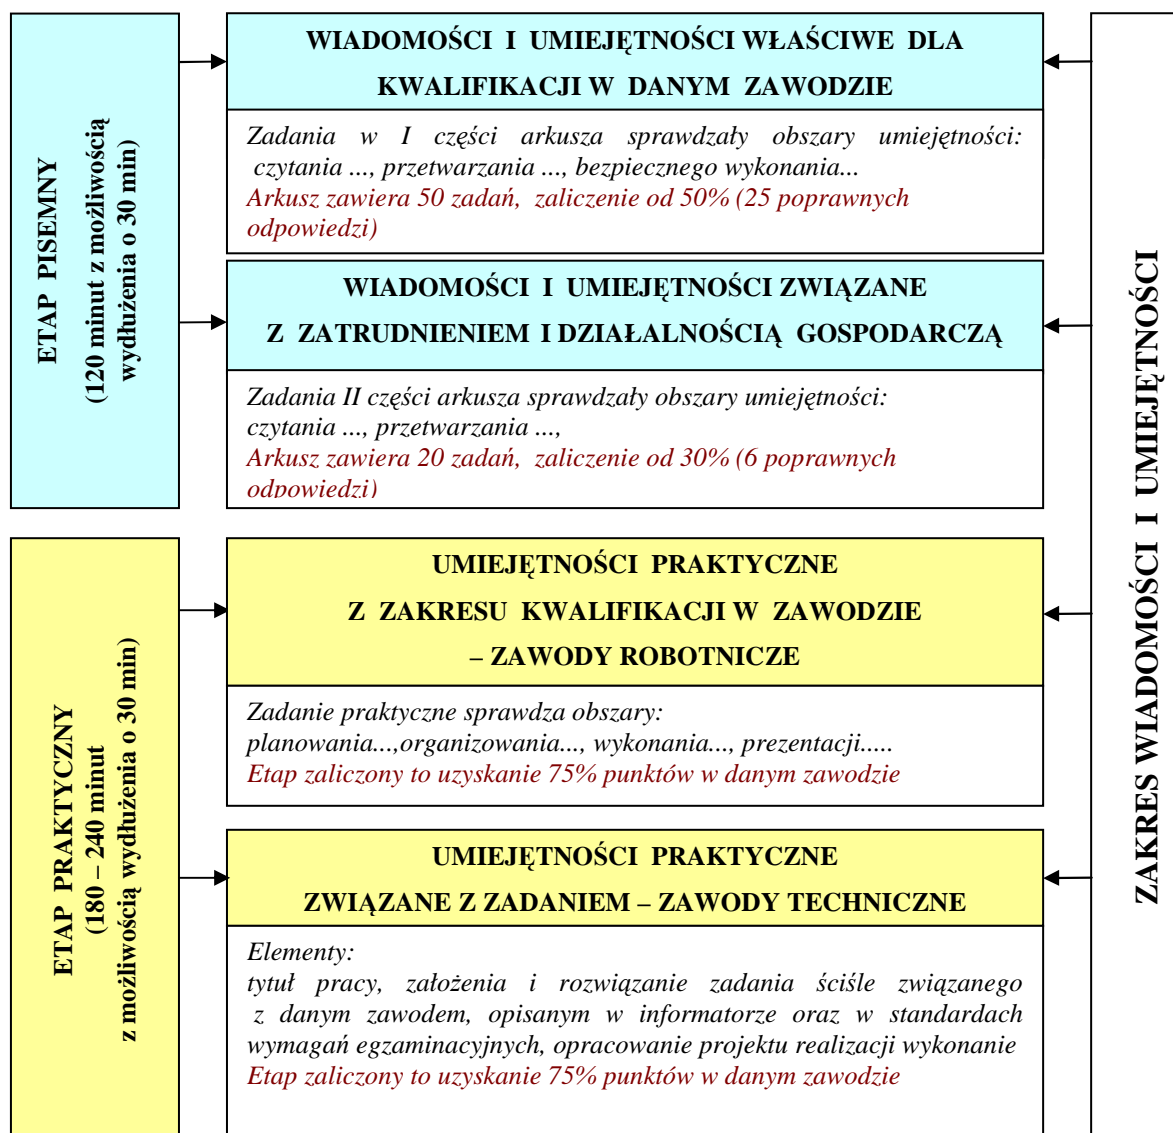 ETAP PISEMNY
(120 minut z możliwością
wydłużenia o 30 min)
WIADOMOŚCI I UMIEJĘTNOŚCI WŁAŚCIWE DLA
KWALIFIKACJI W DANYM ZAWODZIE
Zadania w I części arkusza sprawdzały obszary umiejętności:
czytania ..., przetwarzania ..., bezpiecznego wykonania...
Arkusz zawiera 50 zadań, zaliczenie od 50% (25 poprawnych
odpowiedzi)
WIADOMOŚCI I UMIEJĘTNOŚCI ZWIĄZANE
Z ZATRUDNIENIEM I DZIAŁALNOŚCIĄ GOSPODARCZĄ
Zadania II części arkusza sprawdzały obszary umiejętności:
czytania ..., przetwarzania ...,
Arkusz zawiera 20 zadań, zaliczenie od 30% (6 poprawnych
odpowiedzi)
ETAP PRAKTYCZNY
(180 – 240 minut
z możliwością wydłużenia o 30 min)
UMIEJĘTNOŚCI PRAKTYCZNE
Z ZAKRESU KWALIFIKACJI W ZAWODZIE
– ZAWODY ROBOTNICZE
Zadanie praktyczne sprawdza obszary:
planowania...,organizowania..., wykonania..., prezentacji.....
Etap zaliczony to uzyskanie 75% punktów w danym zawodzie
UMIEJĘTNOŚCI PRAKTYCZNE
ZWIĄZANE Z ZADANIEM – ZAWODY TECHNICZNE
Elementy:
tytuł pracy, założenia i rozwiązanie zadania ściśle związanego
z danym zawodem, opisanym w informatorze oraz w standardach
wymagań egzaminacyjnych, opracowanie projektu realizacji wykonanie
Etap zaliczony to uzyskanie 75% punktów w danym zawodzie
ZAKRES WIADOMOŚCI I UMIEJĘTNOŚCI